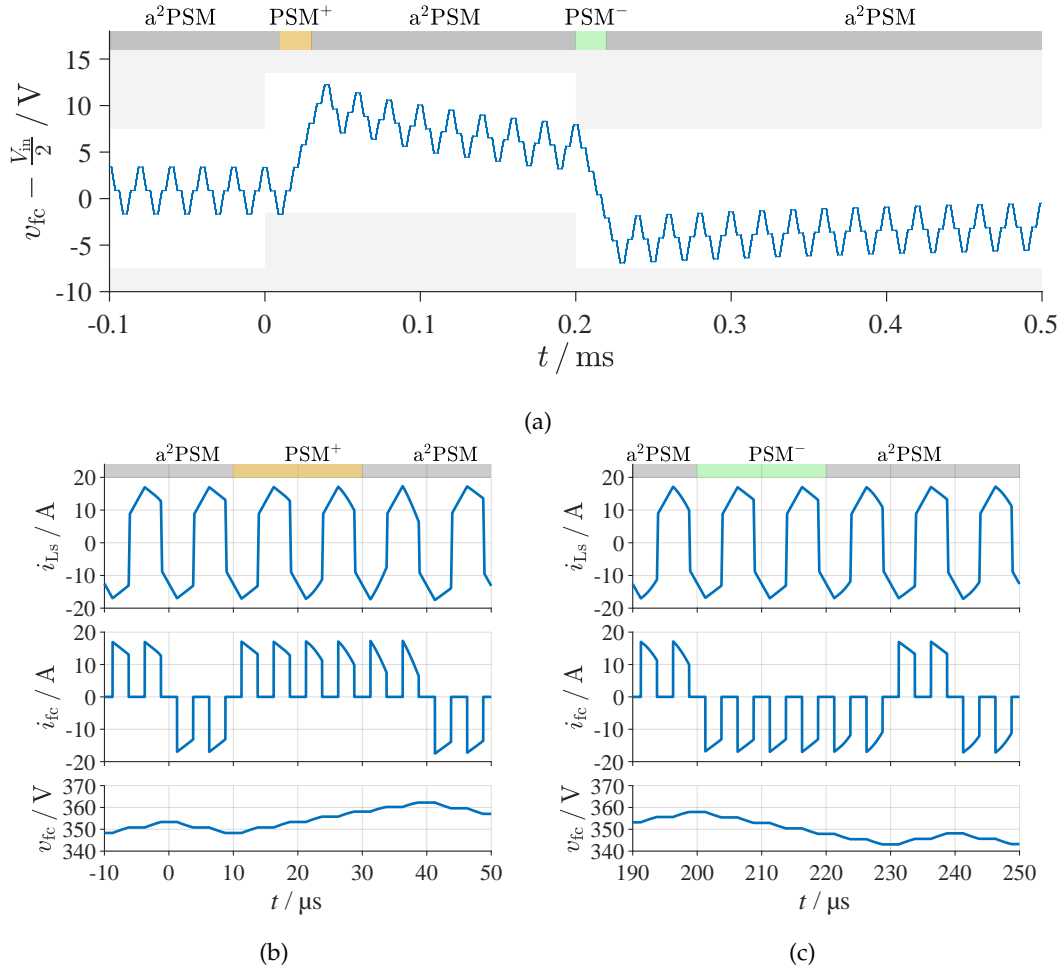 a²PSM PSM⁺ a²PSM PSM⁻ a²PSM
15
10
5
0
-5
-10
v_fc − V_in/2 / V
-0.1 0 0.1 0.2 0.3 0.4 0.5
t / ms
(a)
a²PSM PSM⁺ a²PSM
20
10
0
-10
-20
i_Ls / A
20
10
0
-10
-20
i_fc / A
370
360
350
340
v_fc / V
-10 0 10 20 30 40 50
t / µs
(b)
a²PSM PSM⁻ a²PSM
20
10
0
-10
-20
i_Ls / A
20
10
0
-10
-20
i_fc / A
370
360
350
340
v_fc / V
190 200 210 220 230 240 250
t / µs
(c)